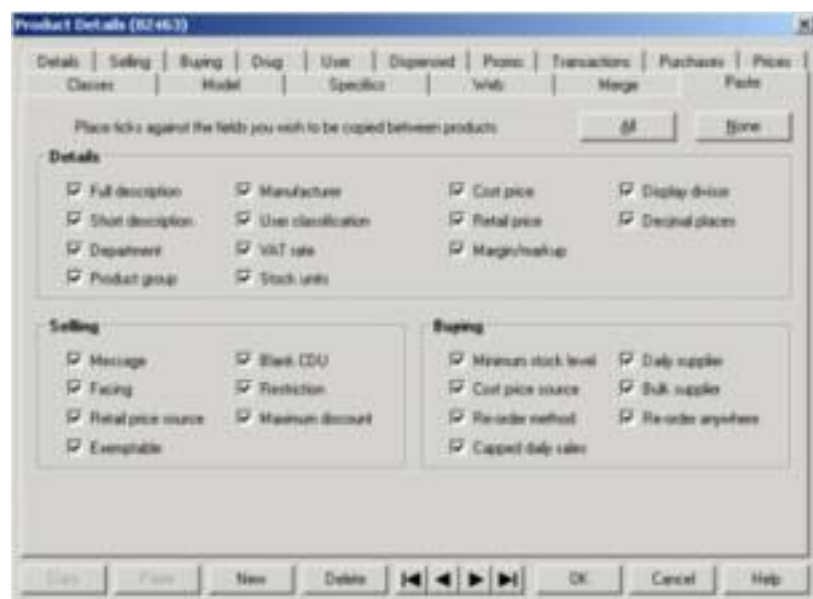 Product Details (82463)
Details Selling Buying Drug User Dispensed Promo Transactions Purchases Prices
Classes Model Specifics Web Merge Paste
Place ticks against the fields you wish to be copied between products All None
Details
Full description Manufacturer Cost price Display divisor
Short description User classification Retail price Decimal places
Department VAT rate Margin/markup
Product group Stock units
Selling Buying
Message Blank CDU Minimum stock level Daily supplier
Facing Restriction Cost price source Bulk supplier
Retail price source Maximum discount Re-order method Re-order anywhere
Exemptable Capped daily sales
Copy Paste New Delete OK Cancel Help